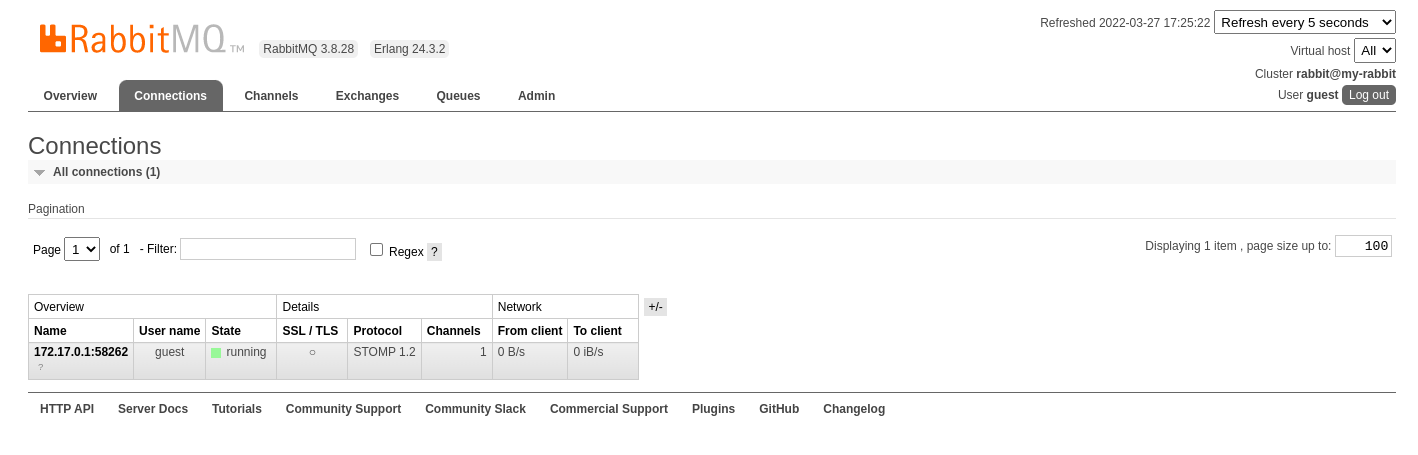 RabbitMQ TM RabbitMQ 3.8.28 Erlang 24.3.2
Refreshed 2022-03-27 17:25:22 Refresh every 5 seconds
Virtual host All
Cluster rabbit@my-rabbit
User guest Log out
Overview Connections Channels Exchanges Queues Admin
Connections
All connections (1)
Pagination
Page 1 of 1 - Filter: Regex ? Displaying 1 item , page size up to: 100
Overview Details Network +/-
Name User name State SSL / TLS Protocol Channels From client To client
172.17.0.1:58262 guest running ○ STOMP 1.2 1 0 B/s 0 iB/s
?
HTTP API Server Docs Tutorials Community Support Community Slack Commercial Support Plugins GitHub Changelog